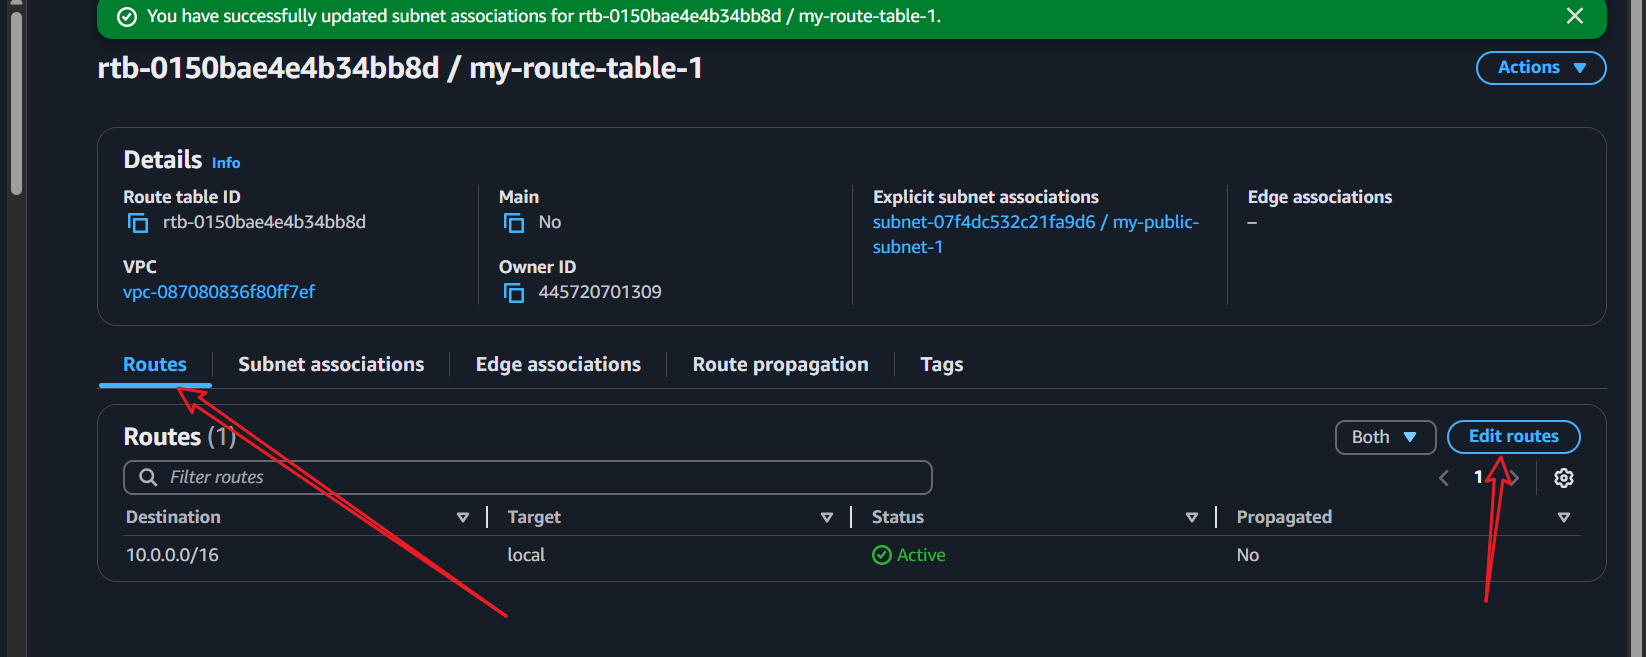 You have successfully updated subnet associations for rtb-0150bae4e4b34bb8d / my-route-table-1.
rtb-0150bae4e4b34bb8d / my-route-table-1
Actions
Details Info
Route table ID
rtb-0150bae4e4b34bb8d
VPC
vpc-087080836f80ff7ef
Main
No
Owner ID
445720701309
Explicit subnet associations
subnet-07f4dc532c21fa9d6 / my-public-
subnet-1
Edge associations
–
Routes Subnet associations Edge associations Route propagation Tags
Routes (1)
Both Edit routes
Filter routes
1
Destination Target Status Propagated
10.0.0.0/16 local Active No